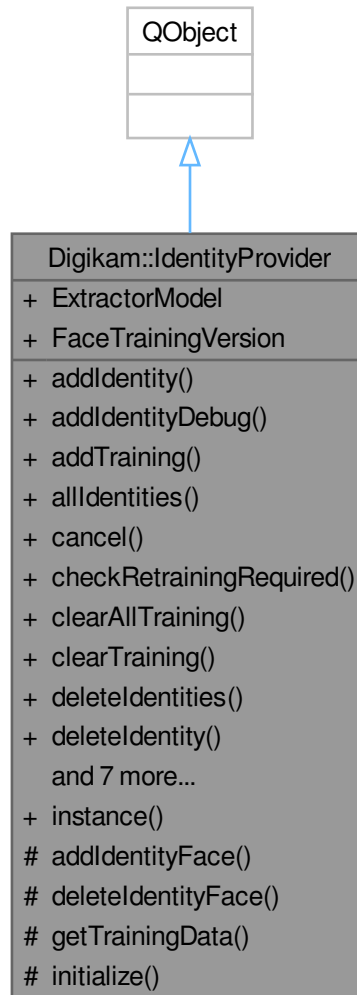 QObject
Digikam::IdentityProvider
+ ExtractorModel
+ FaceTrainingVersion
+ addIdentity()
+ addIdentityDebug()
+ addTraining()
+ allIdentities()
+ cancel()
+ checkRetrainingRequired()
+ clearAllTraining()
+ clearTraining()
+ deleteIdentities()
+ deleteIdentity()
and 7 more...
+ instance()
# addIdentityFace()
# deleteIdentityFace()
# getTrainingData()
# initialize()